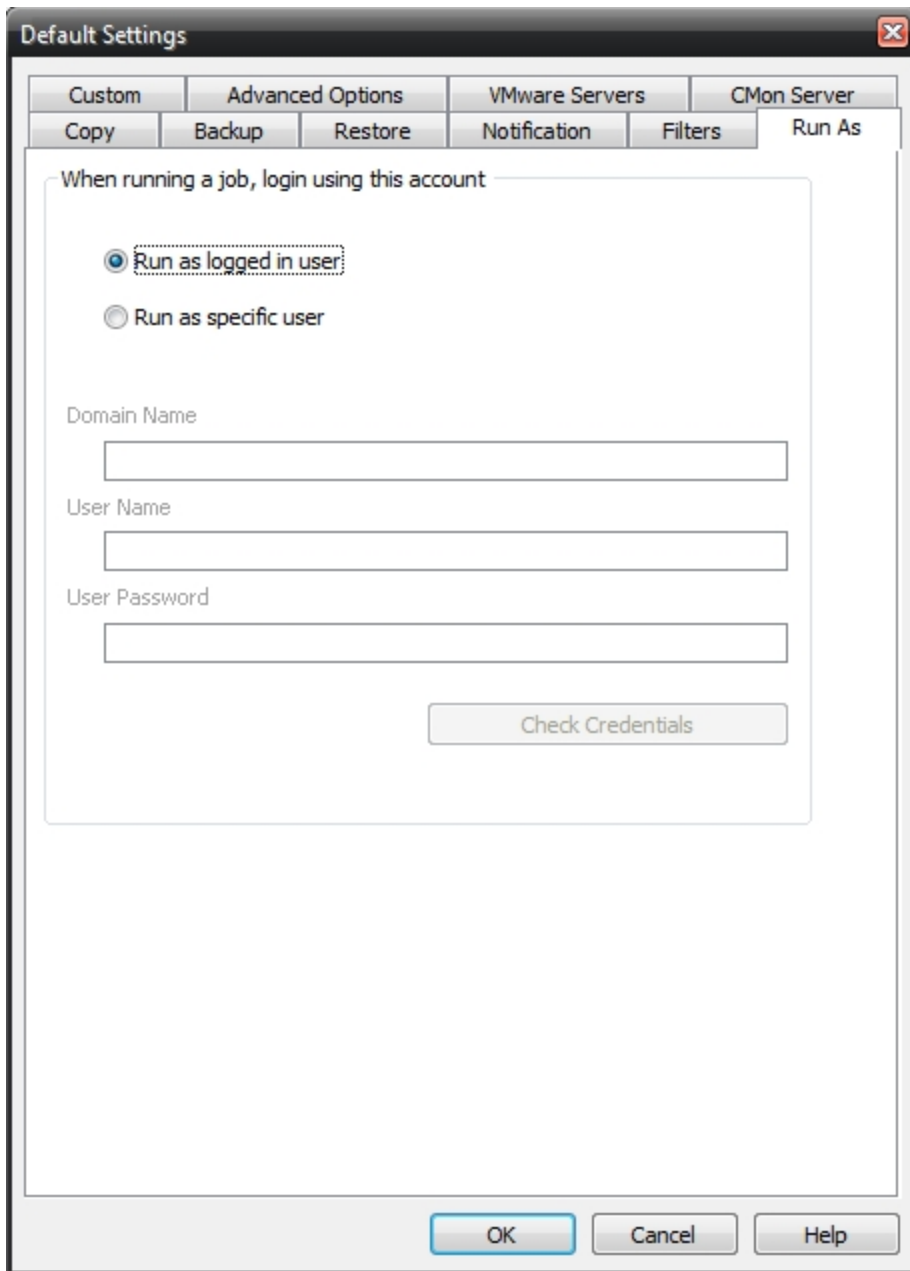 Default Settings
Custom Advanced Options VMware Servers CMon Server
Copy Backup Restore Notification Filters Run As
When running a job, login using this account
Run as logged in user
Run as specific user
Domain Name
User Name
User Password
Check Credentials
OK Cancel Help